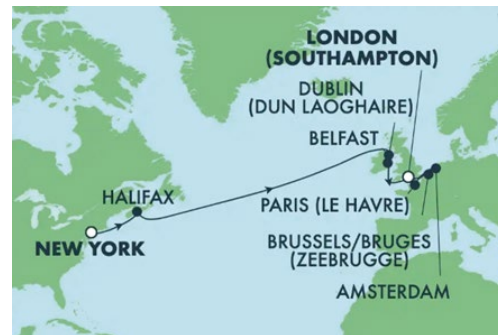 LONDON
(SOUTHAMPTON)
DUBLIN
(DUN LAOGHAIRE)
BELFAST
HALIFAX
PARIS (LE HAVRE)
NEW YORK
BRUSSELS/BRUGES
(ZEEBRUGGE)
AMSTERDAM